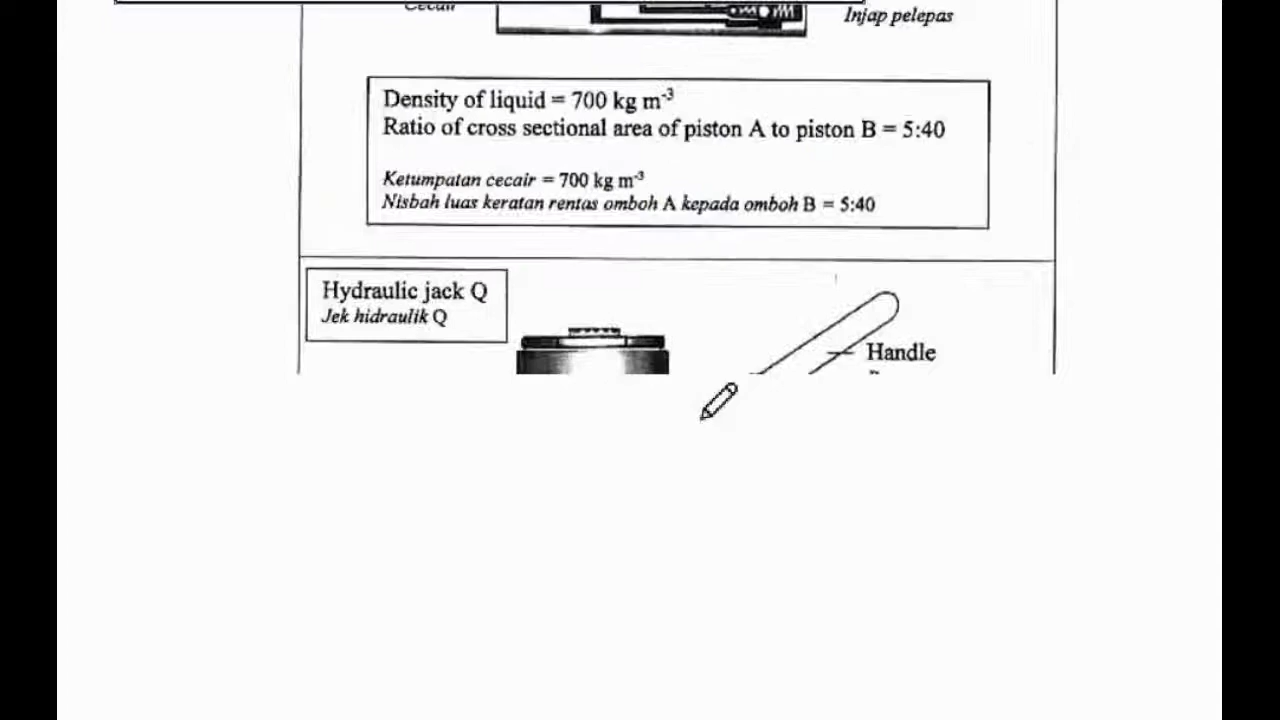 Injap pelepas
Density of liquid = 700 kg m⁻³
Ratio of cross sectional area of piston A to piston B = 5:40
Ketumpatan cecair = 700 kg m⁻³
Nisbah luas keratan rentas omboh A kepada omboh B = 5:40
Hydraulic jack Q
Jek hidraulik Q
Handle